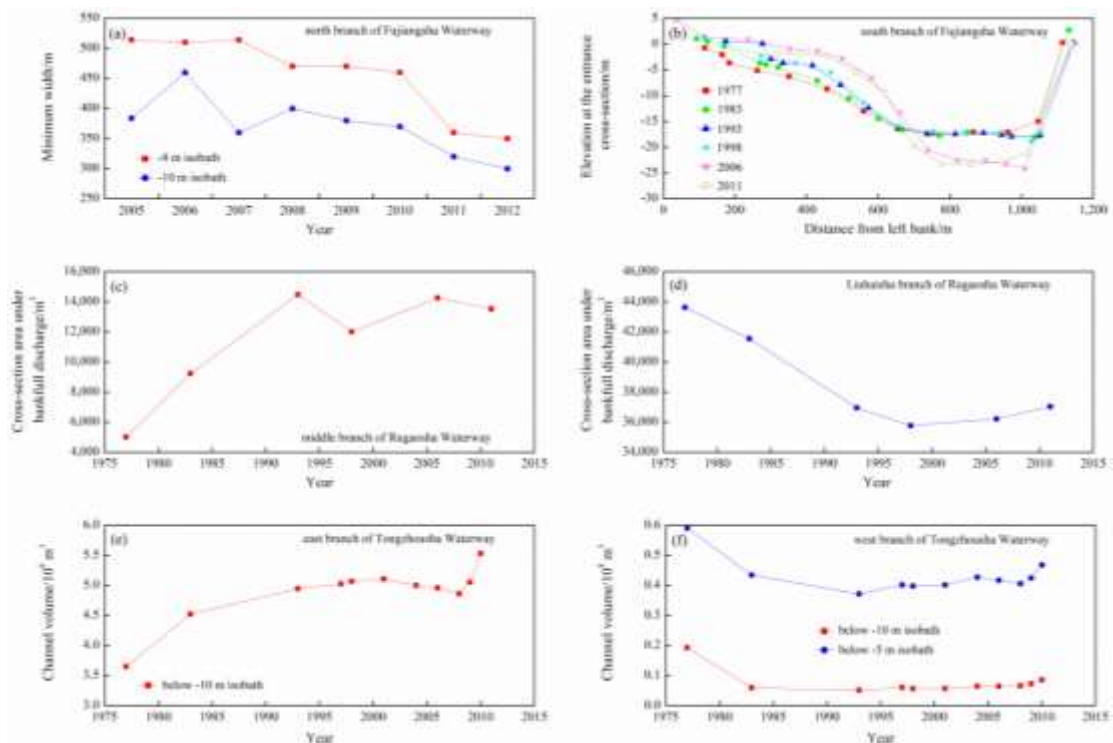 (a)
north branch of Fujiangsha Waterway
Minimum width/m
550
500
450
400
350
300
250
-10 m isobath
2005 2006 2007 2008 2009 2010 2011 2012
Year
(b)
south branch of Fujiangsha Waterway
Elevation at the entrance
cross-section/m
5
0
-5
-10
-15
-20
-25
-30
1977
1983
1993
1998
2006
2011
0 200 400 600 800 1,000 1,200
Distance from left bank/m
(c)
Cross-section area under
bankfull discharge/m²
16,000
14,000
12,000
10,000
8,000
6,000
4,000
middle branch of Rugaosha Waterway
1975 1980 1985 1990 1995 2000 2005 2010 2015
Year
(d)
branch of Rugaosha Waterway
Cross-section area under
bankfull discharge/m²
46,000
44,000
42,000
40,000
38,000
36,000
34,000
1975 1980 1985 1990 1995 2000 2005 2010 2015
Year
(e)
east branch of Tongzhousha Waterway
Channel volume/10⁸ m³
6.0
5.5
5.0
4.5
4.0
3.5
3.0
below -10 m isobath
1975 1980 1985 1990 1995 2000 2005 2010 2015
Year
(f)
west branch of Tongzhousha Waterway
Channel volume/10⁸ m³
0.6
0.5
0.4
0.3
0.2
0.1
0.0
below -10 m isobath
below -5 m isobath
1975 1980 1985 1990 1995 2000 2005 2010 2015
Year